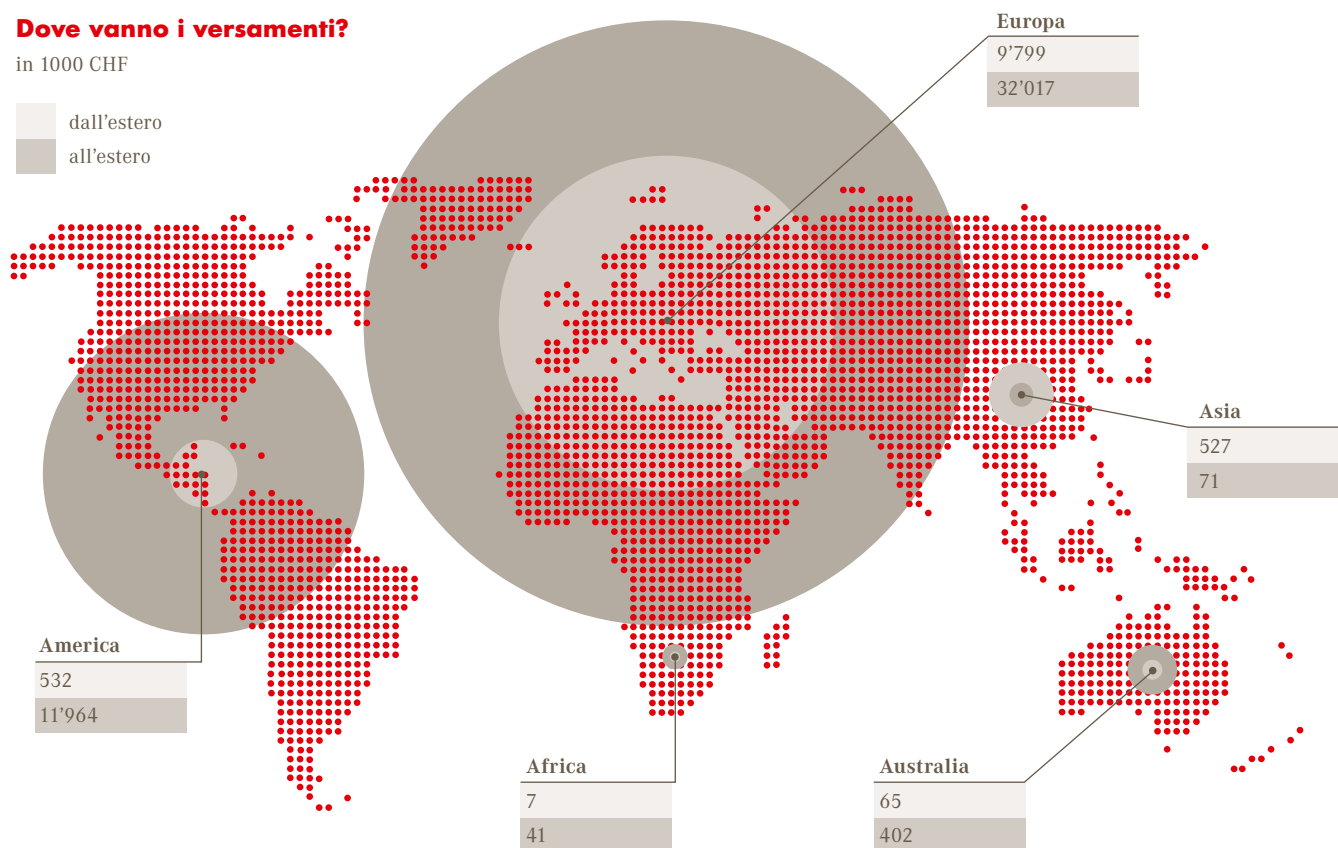 Dove vanno i versamenti?
in 1000 CHF
dall’estero
all’estero
Europa
9’799
32’017
Asia
527
71
America
532
11’964
Africa
7
41
Australia
65
402